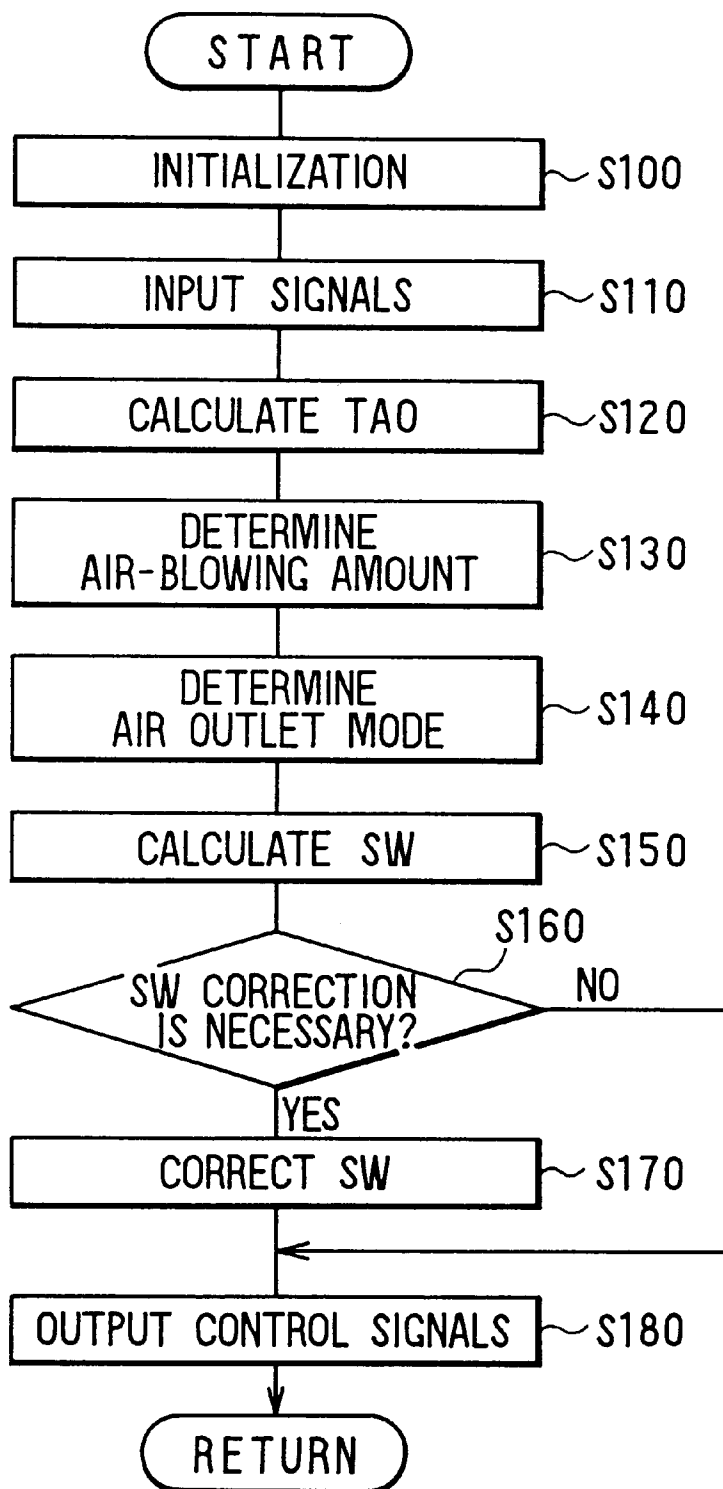 START
INITIALIZATION
S100
INPUT SIGNALS
S110
CALCULATE TAO
S120
DETERMINE
AIR-BLOWING AMOUNT
S130
DETERMINE
AIR OUTLET MODE
S140
CALCULATE SW
S150
S160
SW CORRECTION
IS NECESSARY?
NO
YES
CORRECT SW
S170
OUTPUT CONTROL SIGNALS
S180
RETURN